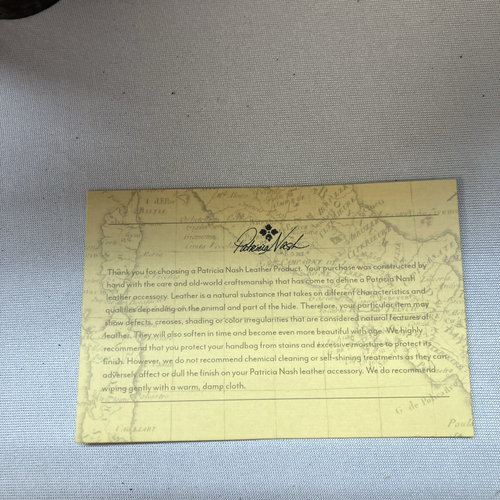 Patricia Nash
Thank you for choosing a Patricia Nash Leather Product. Your purchase was constructed by
hand with the care and old-world craftsmanship that has come to define a Patricia Nash
leather accessory. Leather is a natural substance that takes on different characteristics and
qualities depending on the animal and part of the hide. Therefore, your particular item may
show defects, creases, shading or color irregularities that are considered natural features of
leather. They will also soften in time and become even more beautiful with age. We highly
recommend that you protect your handbag from stains and excessive moisture to protect its
finish. However, we do not recommend chemical cleaning or self-shining treatments as they can
adversely affect or dull the finish on your Patricia Nash leather accessory. We do recommend
wiping gently with a warm, damp cloth.